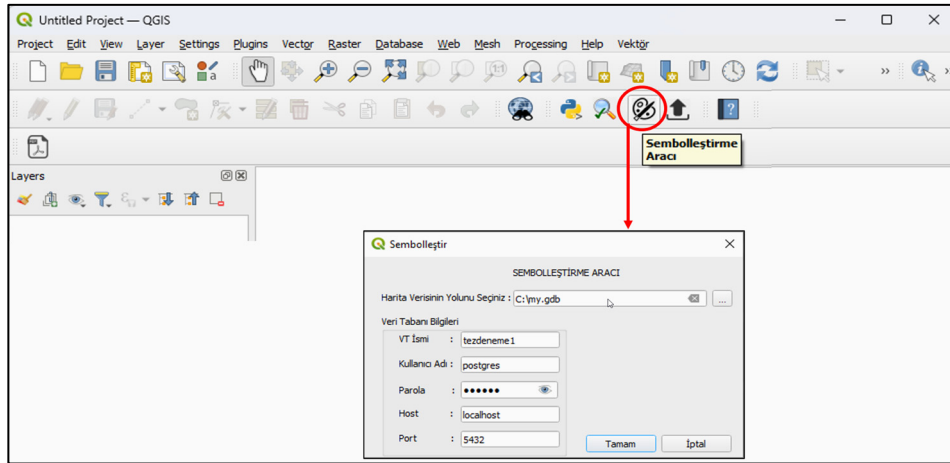 Untitled Project — QGIS
Project Edit View Layer Settings Plugins Vector Raster Database Web Mesh Processing Help Vektör
Sembolleştirme
Aracı
Layers
Sembolleştir
SEMBOLLEŞTİRME ARACI
Harita Verisinin Yolunu Seçiniz : C:\my.gdb ...
Veri Tabanı Bilgileri
VT İsmi : tezdeneme1
Kullanıcı Adı : postgres
Parola : ●●●●●●
Host : localhost
Port : 5432
Tamam İptal